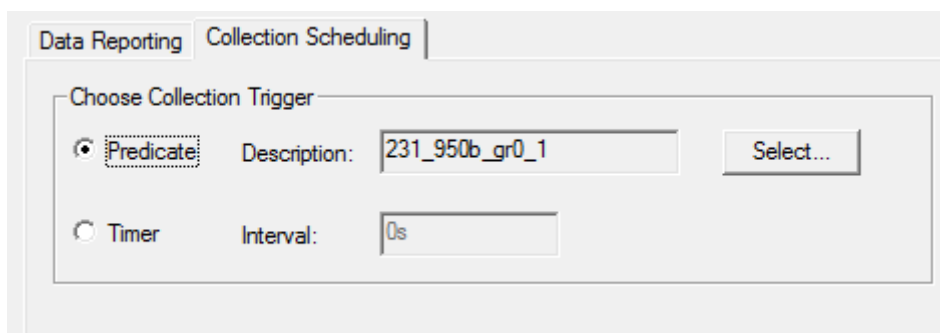 Data Reporting Collection Scheduling
Choose Collection Trigger
Predicate Description: 231_950b_gr0_1 Select...
Timer Interval: 0s